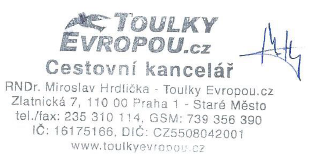 TOULKY
EVROPOU.cz
Cestovní kancelář
RNDr. Miroslav Hrdlička - Toulky Evropou.cz
Zlatnická 7, 110 00 Praha 1 - Staré Město
tel./fax: 235 310 114, GSM: 739 356 390
IČ: 16175166, DIČ: CZ5508042001
www.toulkyevropou.cz